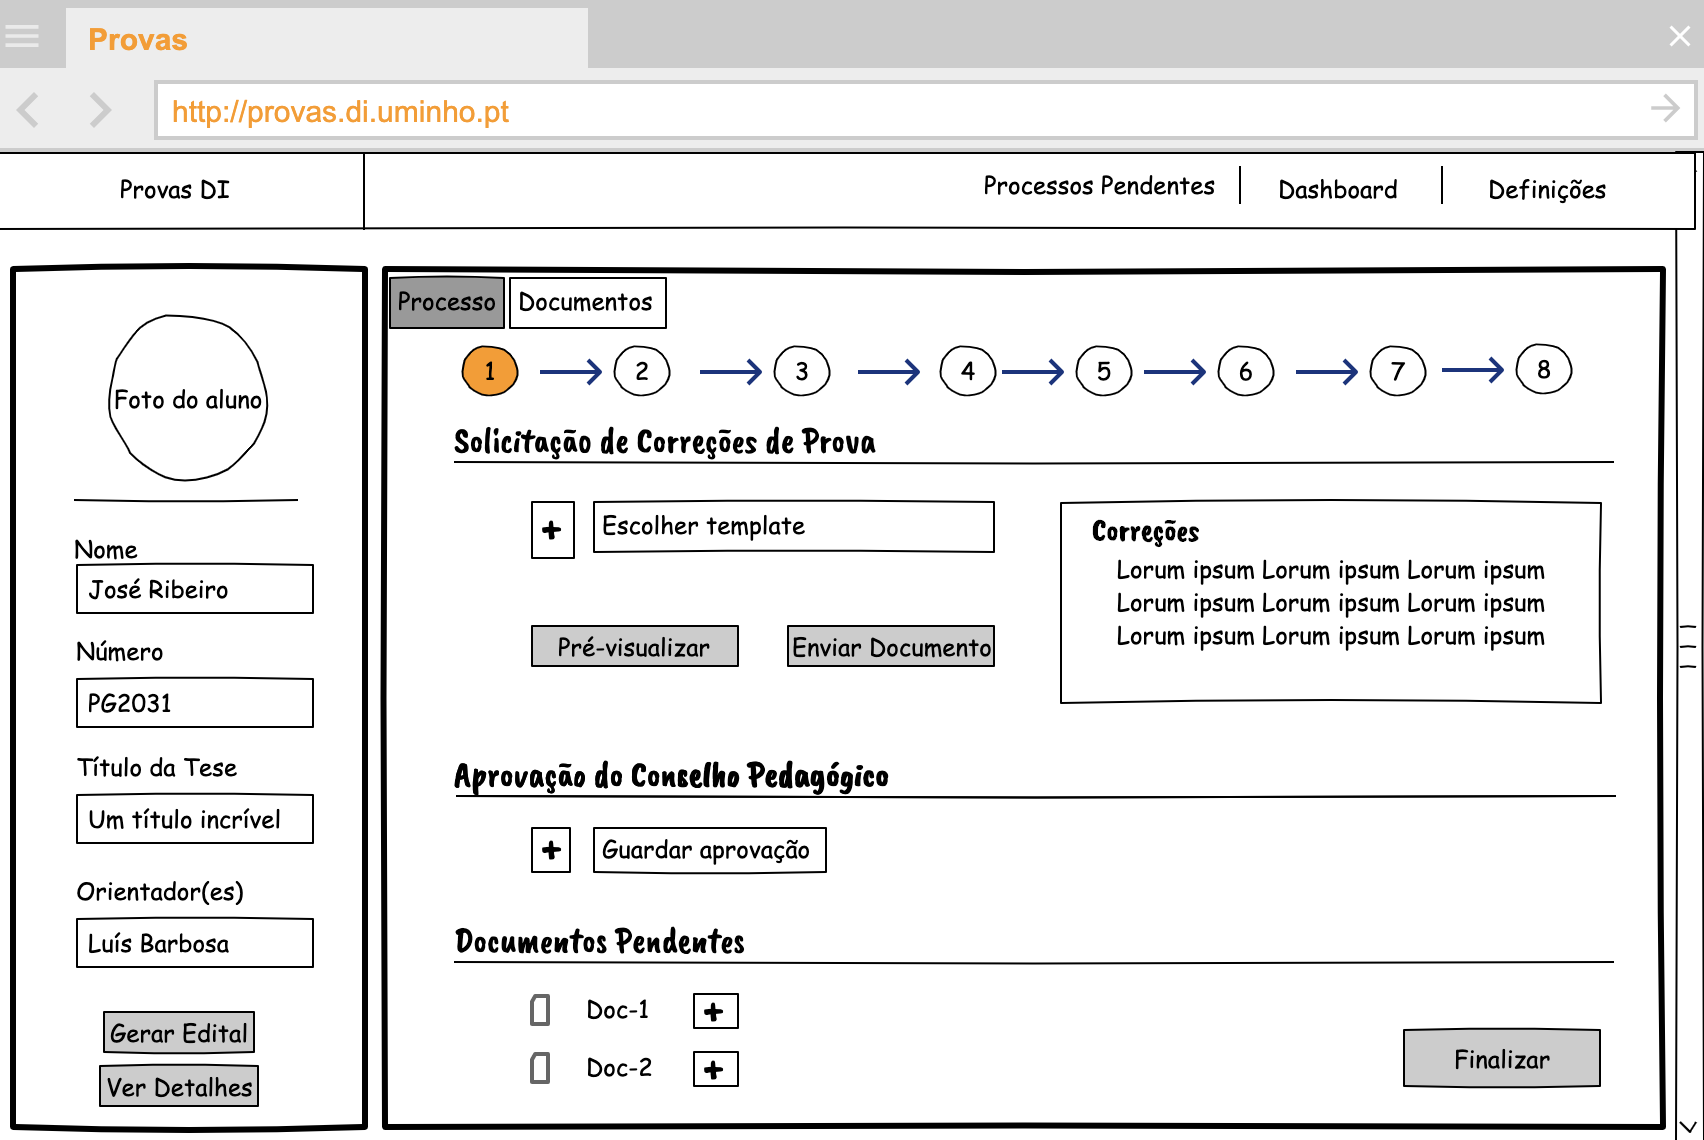 Provas
http://provas.di.uminho.pt
Provas DI
Processos Pendentes
Dashboard
Definições
Foto do aluno
Nome
José Ribeiro
Número
PG2031
Título da Tese
Um título incrível
Orientador(es)
Luís Barbosa
Gerar Edital
Ver Detalhes
Processo
Documentos
1
2
3
4
5
6
7
8
Solicitação de Correções de Prova
+
Escolher template
Pré-visualizar
Enviar Documento
Correções
Lorum ipsum Lorum ipsum Lorum ipsum
Lorum ipsum Lorum ipsum Lorum ipsum
Lorum ipsum Lorum ipsum Lorum ipsum
Aprovação do Conselho Pedagógico
+
Guardar aprovação
Documentos Pendentes
Doc-1
+
Doc-2
+
Finalizar